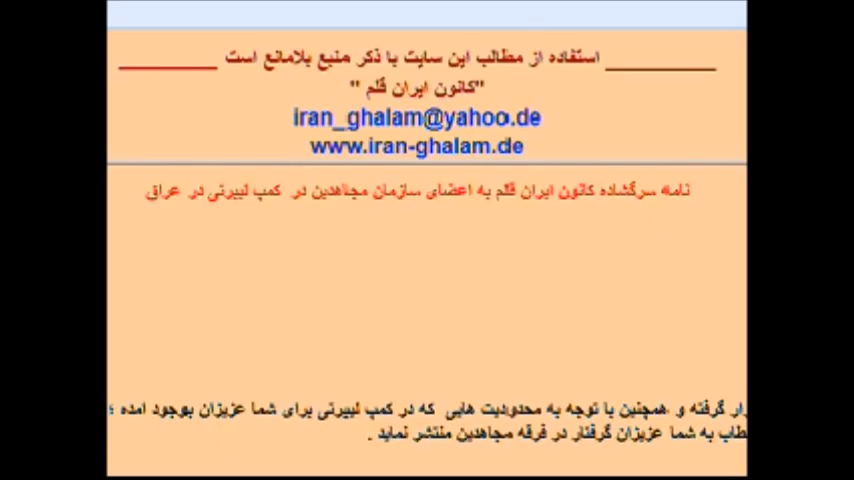 استفاده از مطالب این سایت با ذکر منبع بلامانع است
"کانون ایران قلم "
iran_ghalam@yahoo.de
www.iran-ghalam.de
نامه سرگشاده کانون ایران قلم به اعضای سازمان مجاهدین در کمپ لیبرتی در عراق
گرفته و همچنین با توجه به محدودیت هایی که در کمپ لیبرتی برای شما عزیزان بوجود امده
به شما عزیزان گرفتار در فرقه مجاهدین منتشر نماید .